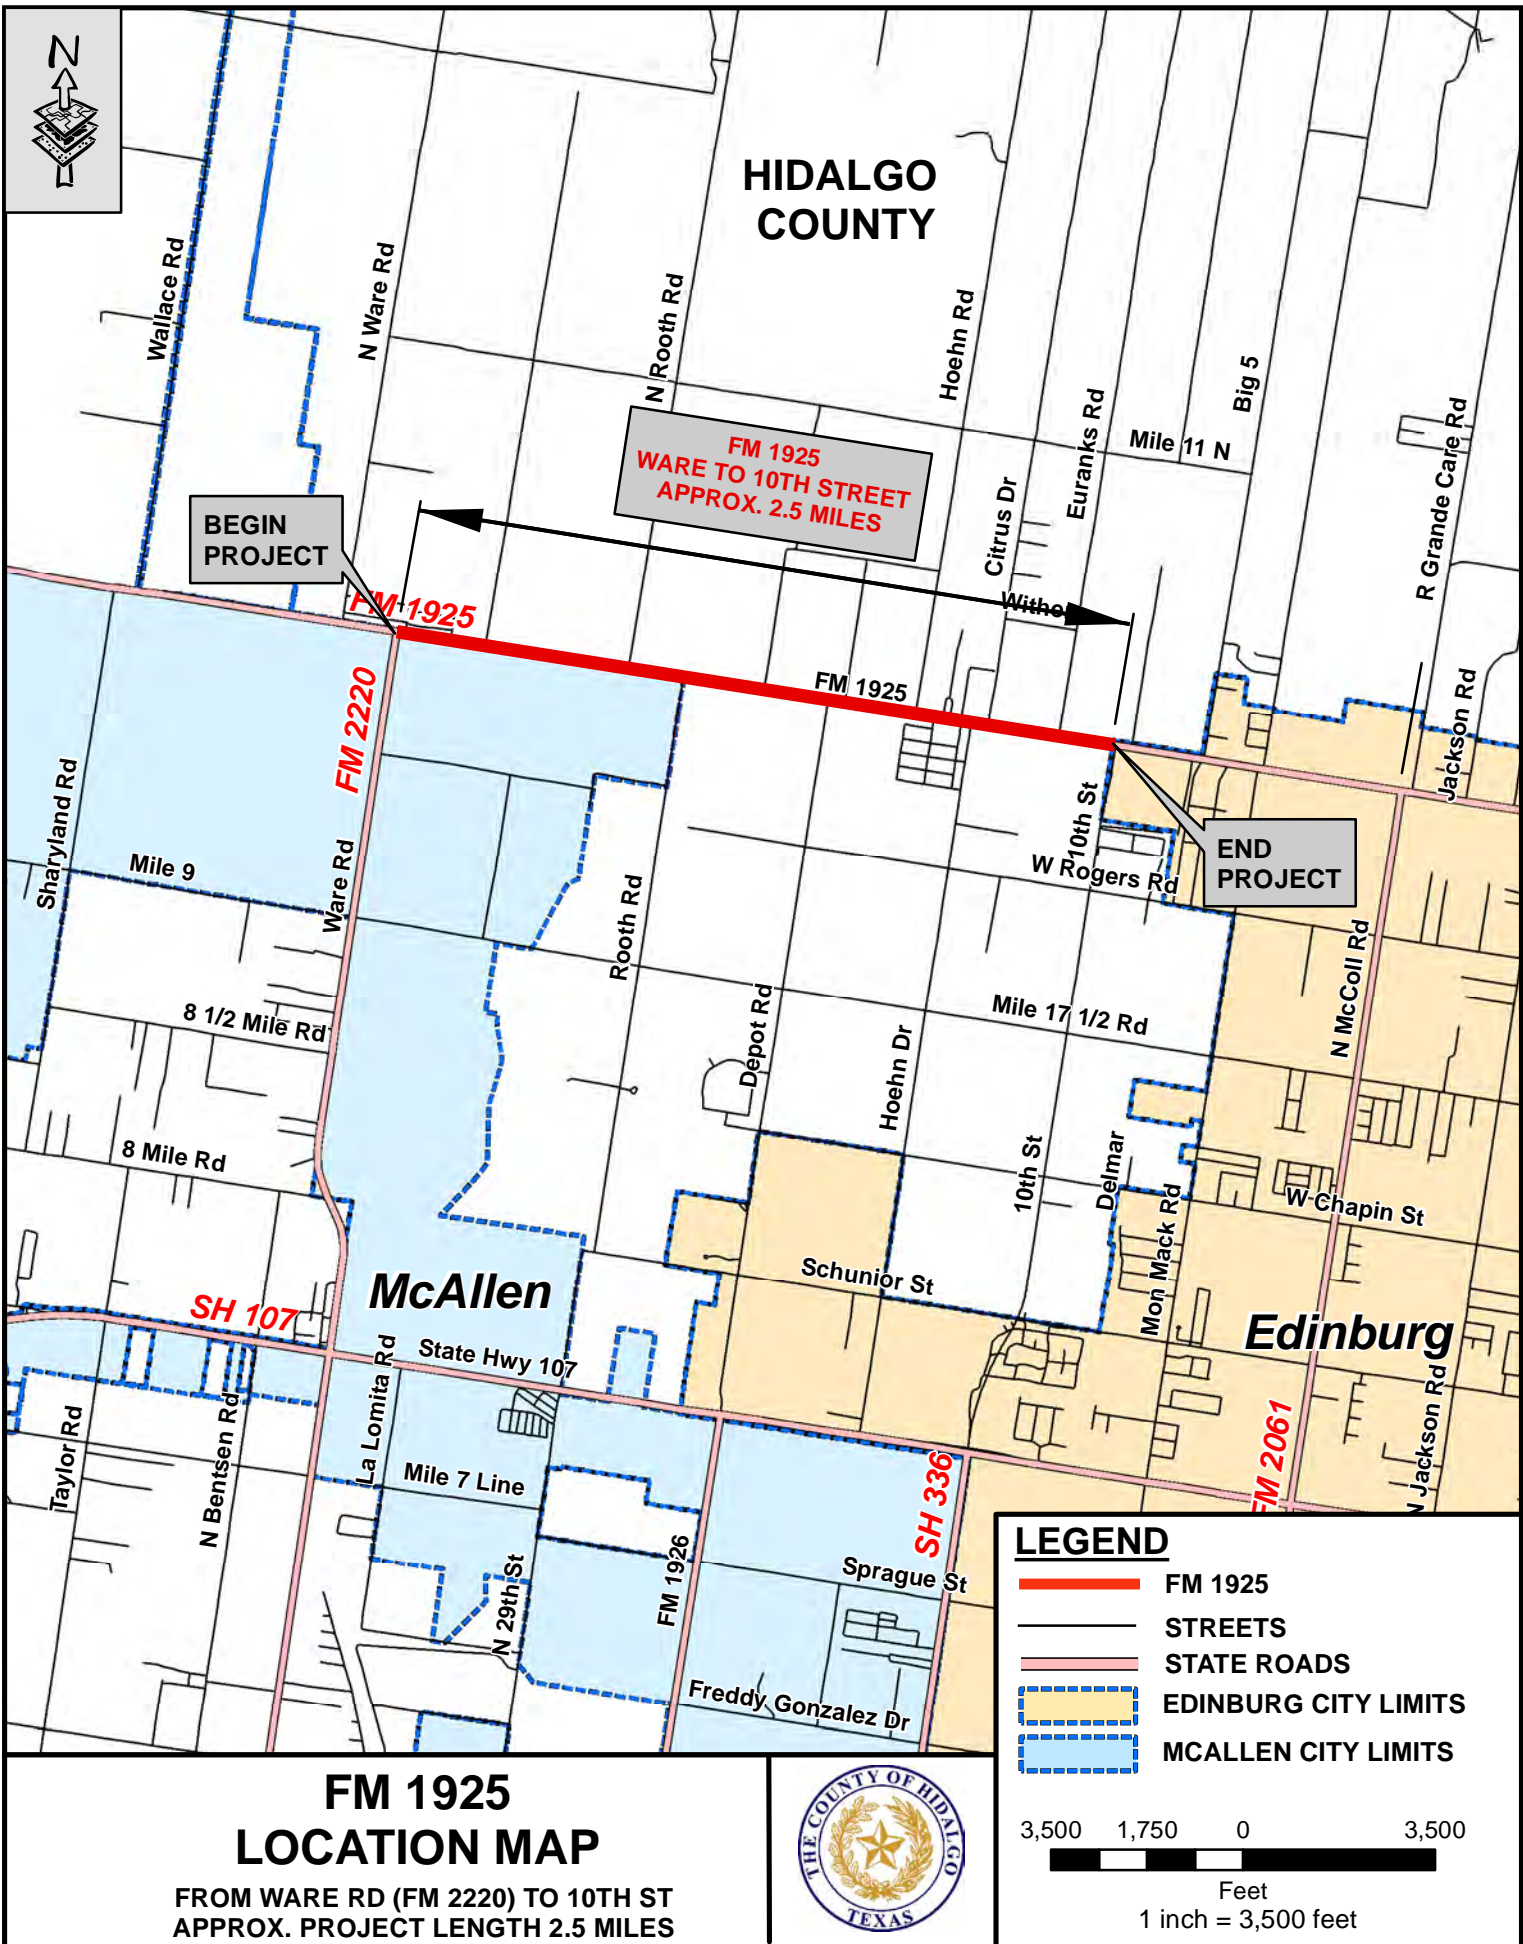 N
HIDALGO
COUNTY
Wallace Rd
N Ware Rd
N Rooth Rd
Hoehn Rd
Euranks Rd
Big 5
R Grande Care Rd
Mile 11 N
FM 1925
WARE TO 10TH STREET
APPROX. 2.5 MILES
Citrus Dr
BEGIN
PROJECT
FM 1925
Withe
FM 1925
FM 2220
Jackson Rd
Sharyland Rd
10th St
END
PROJECT
Mile 9
Ware Rd
W Rogers Rd
Rooth Rd
N McColl Rd
8 1/2 Mile Rd
Depot Rd
Mile 17 1/2 Rd
Hoehn Dr
8 Mile Rd
10th St
Delmar
Mon Mack Rd
W Chapin St
Schunior St
McAllen
SH 107
Edinburg
State Hwy 107
La Lomita Rd
Taylor Rd
N Bentsen Rd
Mile 7 Line
SH 336
FM 2061
N Jackson Rd
N 29th St
FM 1926
Sprague St
Freddy Gonzalez Dr
LEGEND
FM 1925
STREETS
STATE ROADS
EDINBURG CITY LIMITS
MCALLEN CITY LIMITS
3,500 1,750 0 3,500
Feet
1 inch = 3,500 feet
FM 1925
LOCATION MAP
FROM WARE RD (FM 2220) TO 10TH ST
APPROX. PROJECT LENGTH 2.5 MILES
THE COUNTY OF HIDALGO
TEXAS